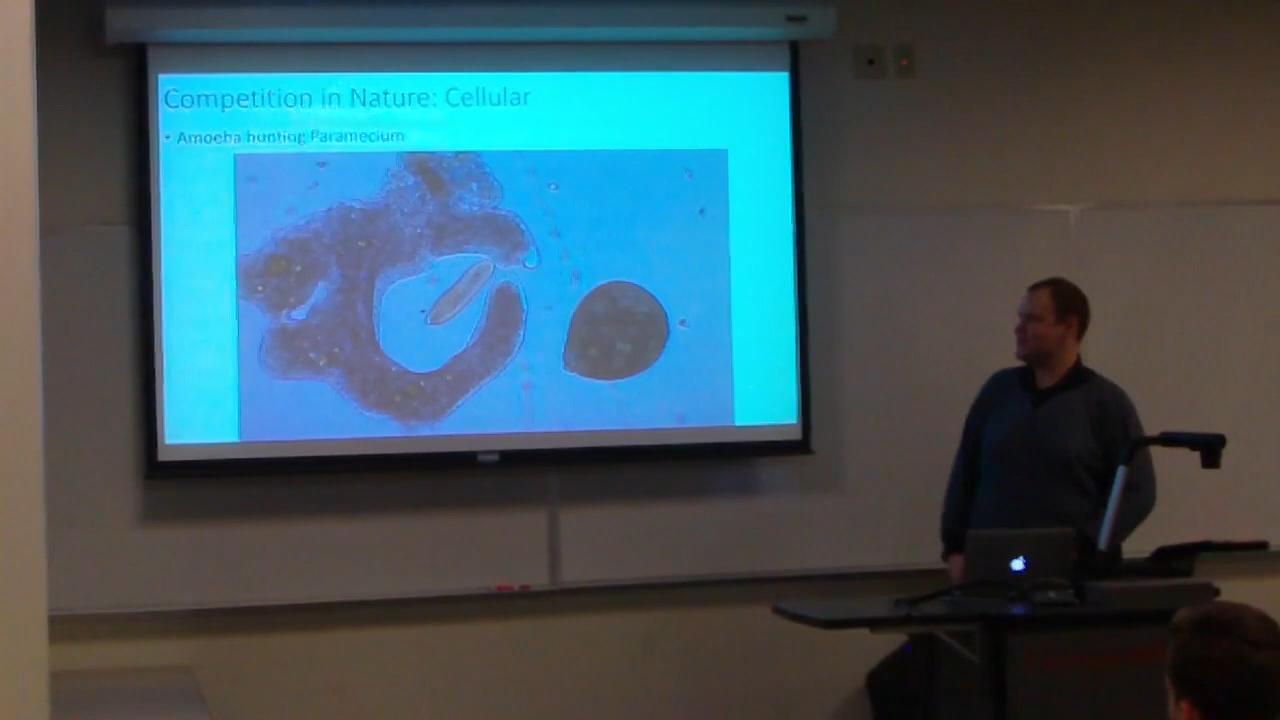 Competition in Nature: Cellular
• Amoeba hunting Paramecium